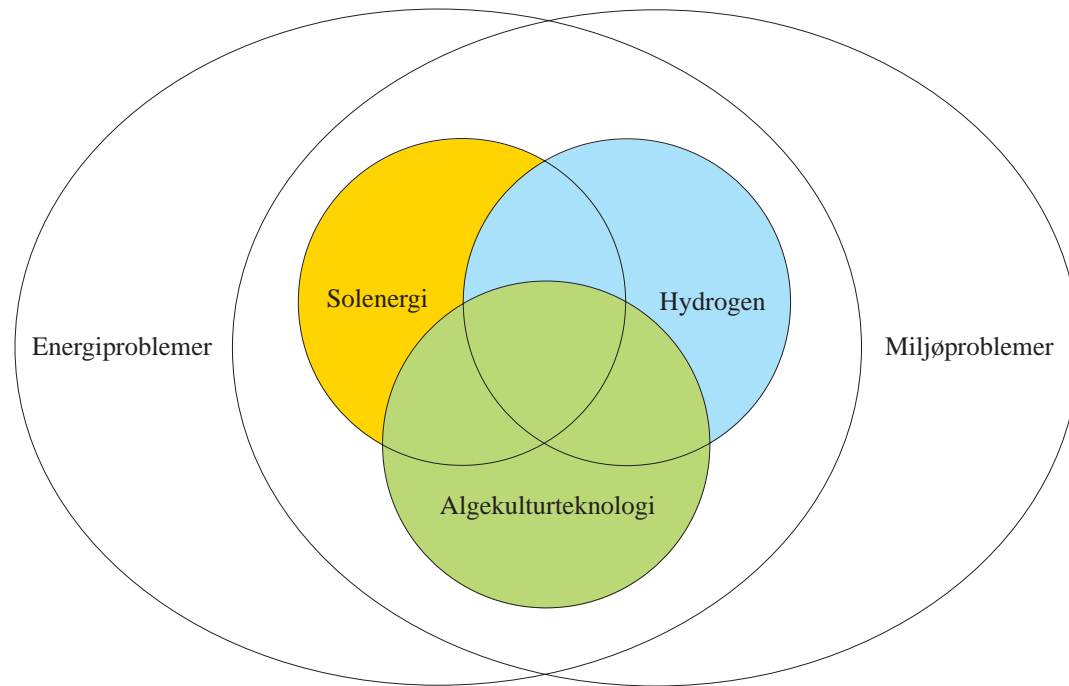 Solenergi
Hydrogen
Energiproblemer
Miljøproblemer
Algekulturteknologi